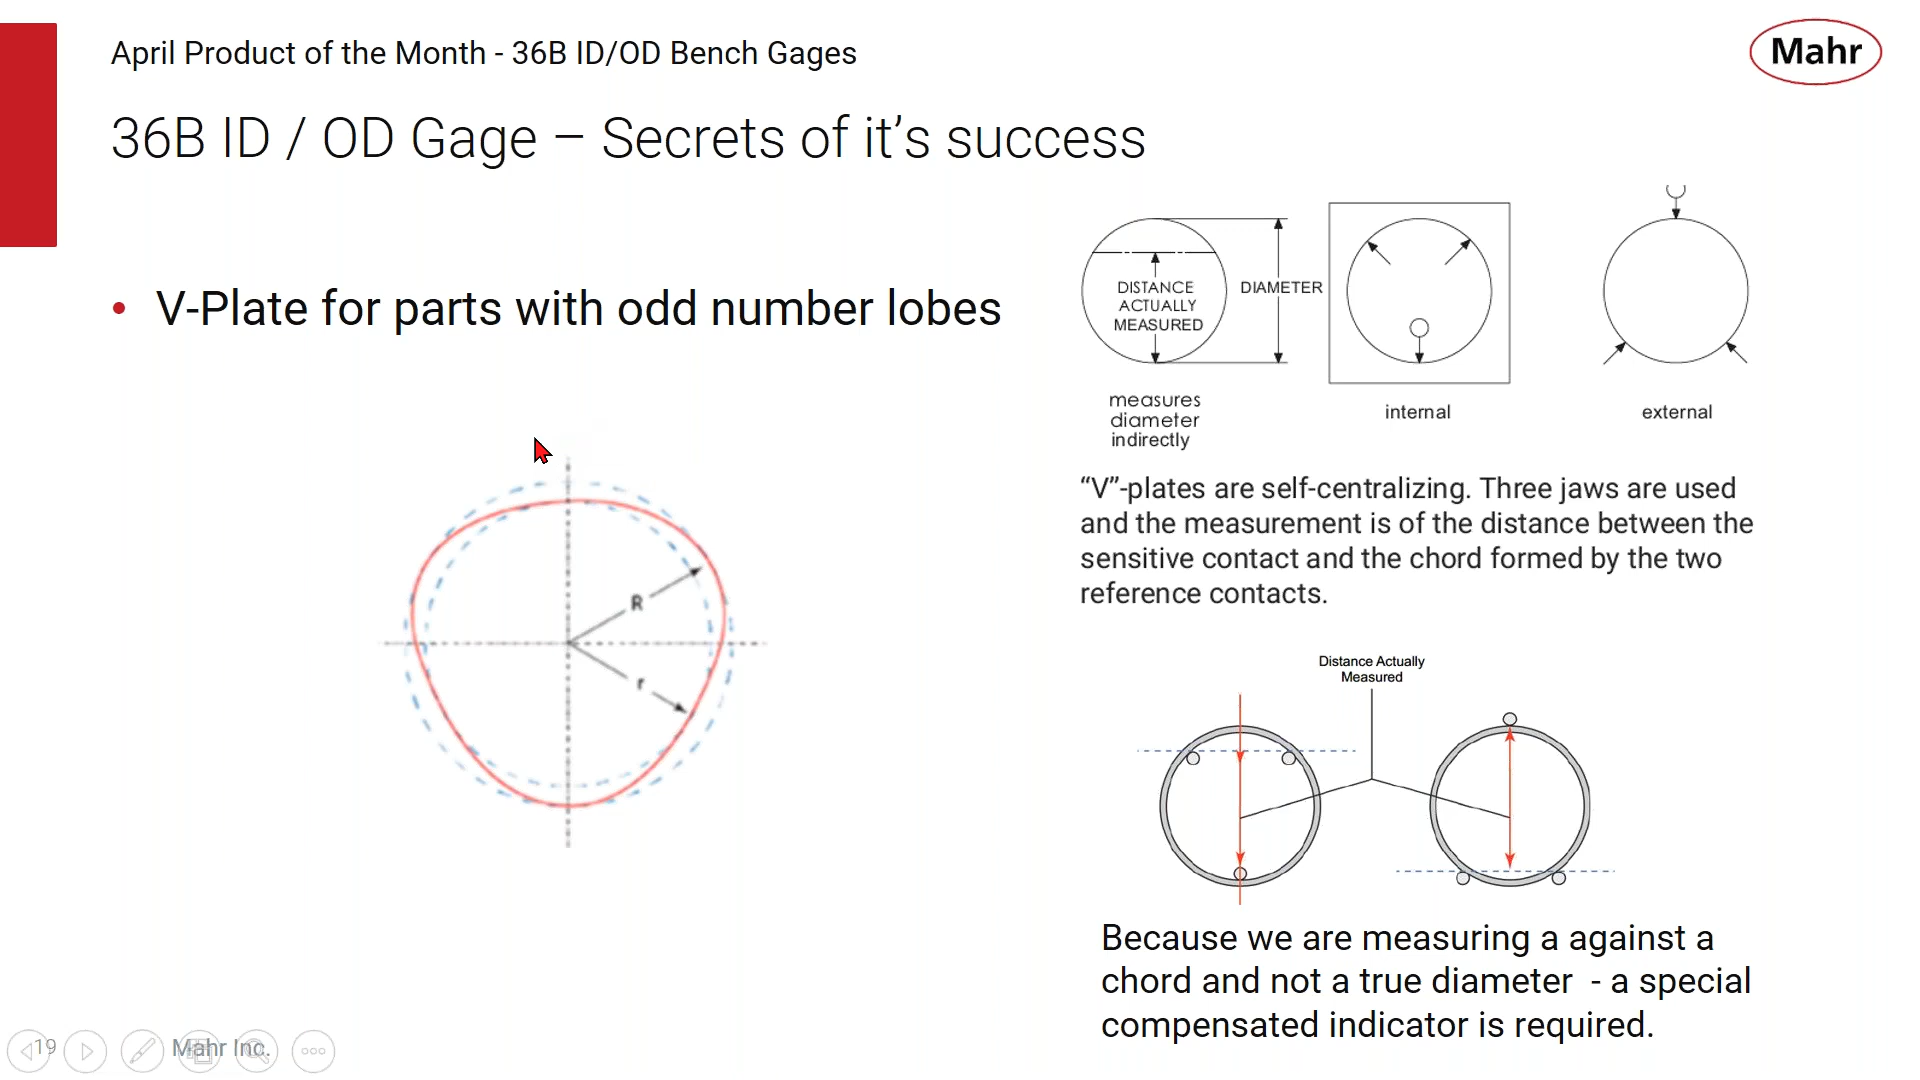 April Product of the Month - 36B ID/OD Bench Gages
Mahr
36B ID / OD Gage – Secrets of it’s success
• V-Plate for parts with odd number lobes
DISTANCE
ACTUALLY
MEASURED
DIAMETER
measures
diameter
indirectly
internal
external
“V”-plates are self-centralizing. Three jaws are used
and the measurement is of the distance between the
sensitive contact and the chord formed by the two
reference contacts.
R
r
Distance Actually
Measured
Because we are measuring a against a
chord and not a true diameter - a special
compensated indicator is required.
19
Mahr Inc.